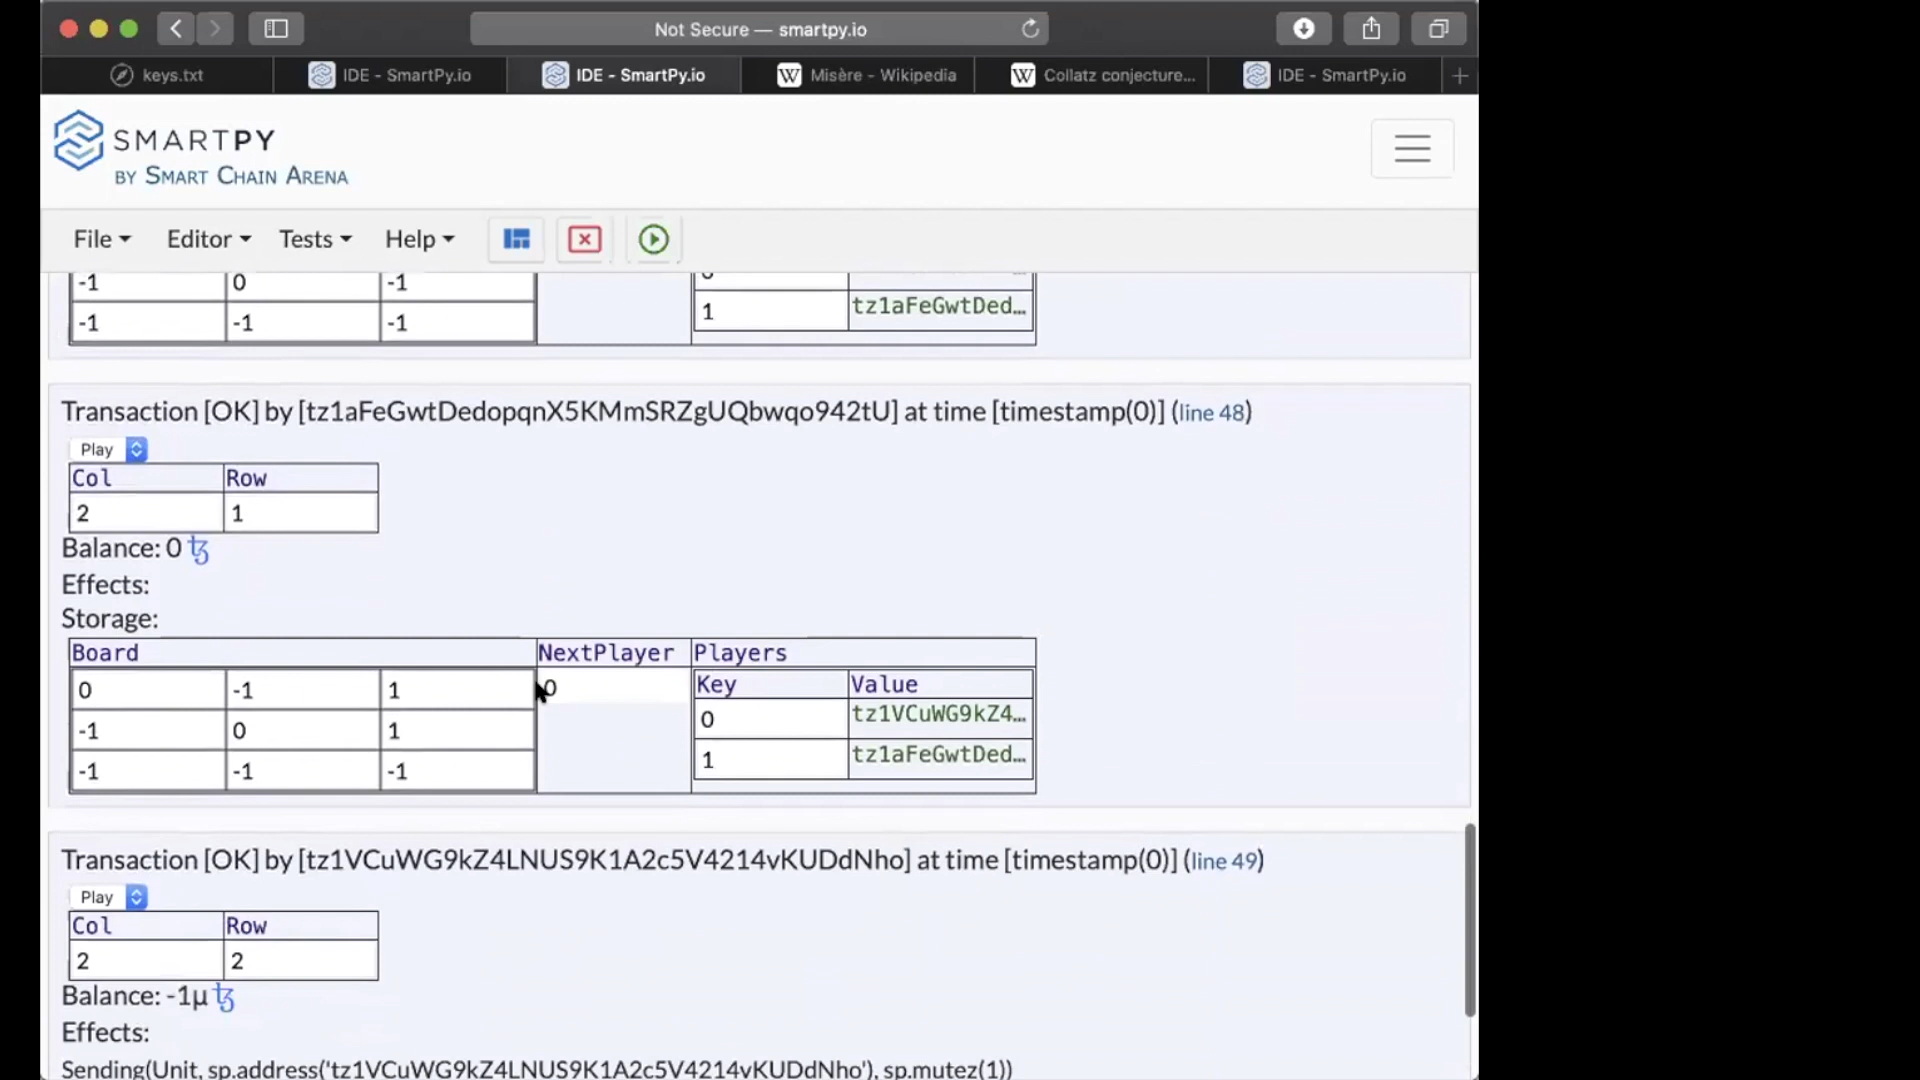 Not Secure — smartpy.io
keys.txt IDE - SmartPy.io IDE - SmartPy.io Misère - Wikipedia Collatz conjecture... IDE - SmartPy.io
SMARTPY
BY SMART CHAIN ARENA
File Editor Tests Help
-1 0 -1
-1 -1 -1 1 tz1aFeGwtDed…
Transaction [OK] by [tz1aFeGwtDedopqnX5KMmSRZgUQbwqo942tU] at time [timestamp(0)] (line 48)
Play
Col Row
2 1
Balance: 0 ꜩ
Effects:
Storage:
Board NextPlayer Players
0 -1 1 0 Key Value
-1 0 1 0 tz1VCuWG9kZ4…
-1 -1 -1 1 tz1aFeGwtDed…
Transaction [OK] by [tz1VCuWG9kZ4LNUS9K1A2c5V4214vKUDdNho] at time [timestamp(0)] (line 49)
Play
Col Row
2 2
Balance: -1µꜩ
Effects:
Sending(Unit, sp.address('tz1VCuWG9kZ4LNUS9K1A2c5V4214vKUDdNho'), sp.mutez(1))